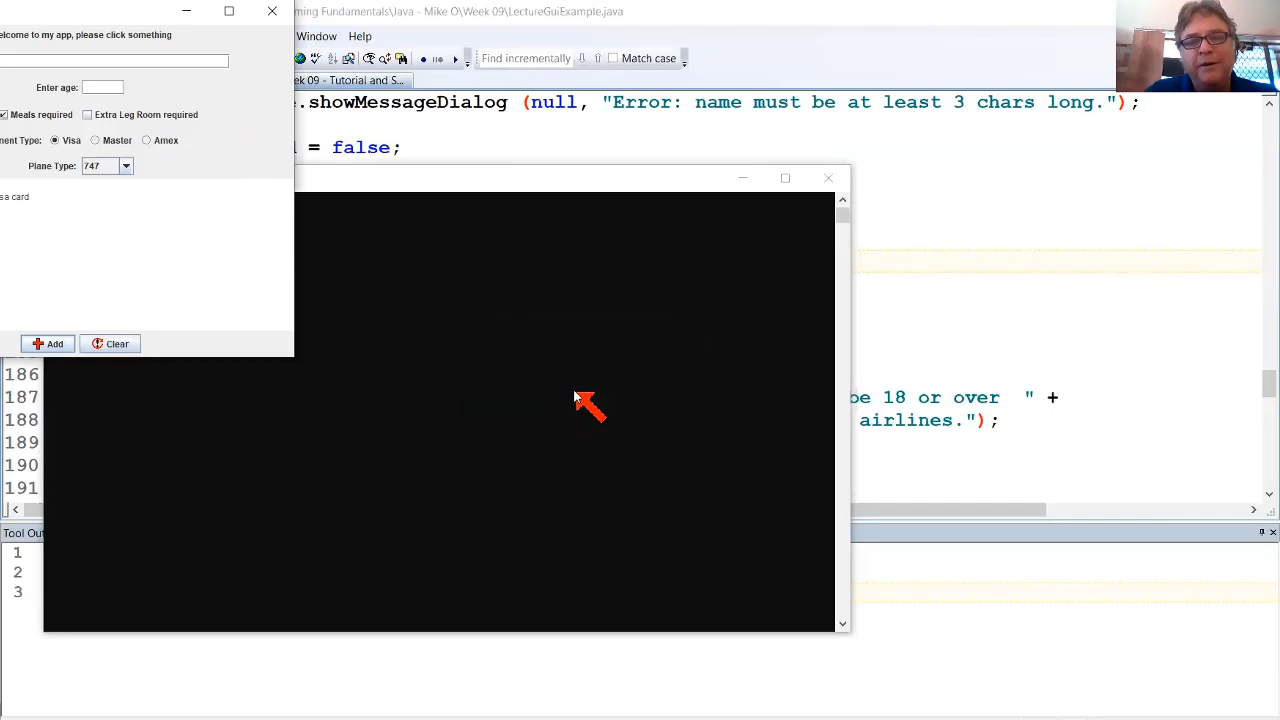 ming Fundamentals\Java - Mike O\Week 09\LectureGuiExample.java
elcome to my app, please click something
Window Help
Find incrementally Match case
ek 09 - Tutorial and S...
Enter age:
e.showMessageDialog (null, "Error: name must be at least 3 chars long.");
Meals required Extra Leg Room required
nent Type: Visa Master Amex
= false;
Plane Type: 747
sa card
Add Clear
186
187 be 18 or over " +
188 airlines.");
189
190
191
Tool Out
1
2
3